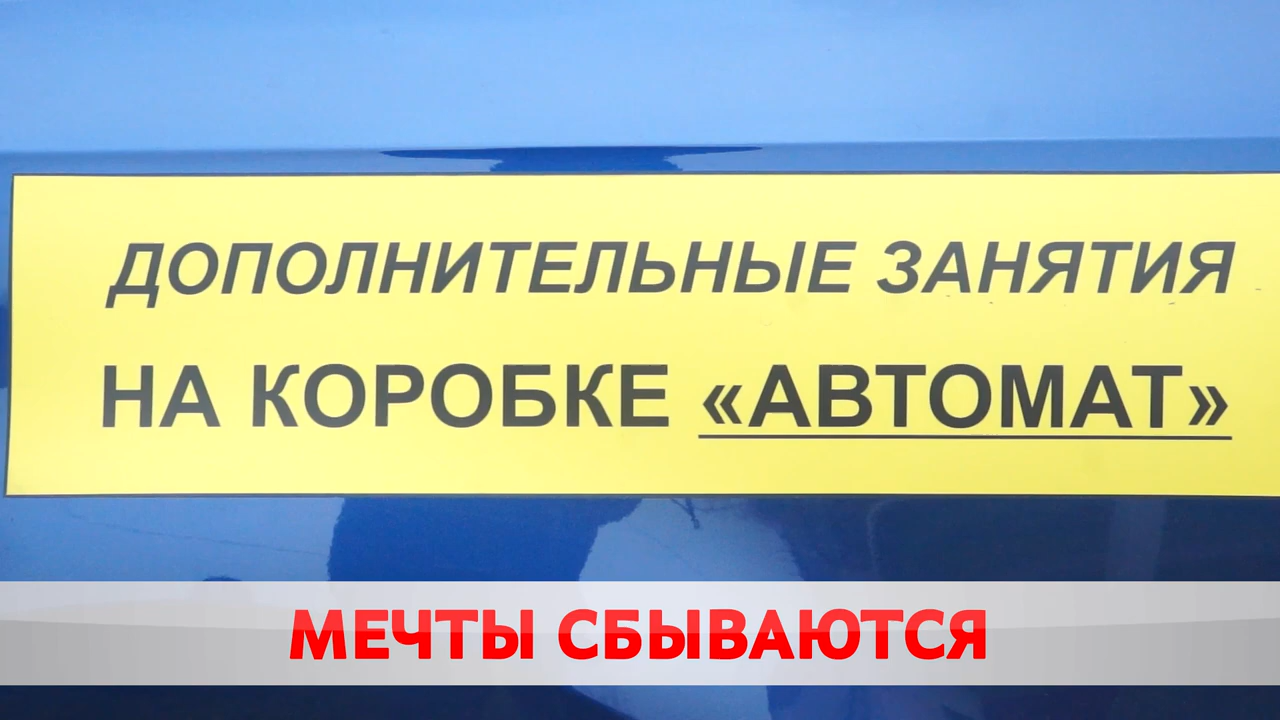 ДОПОЛНИТЕЛЬНЫЕ ЗАНЯТИЯ
НА КОРОБКЕ «АВТОМАТ»
МЕЧТЫ СБЫВАЮТСЯ